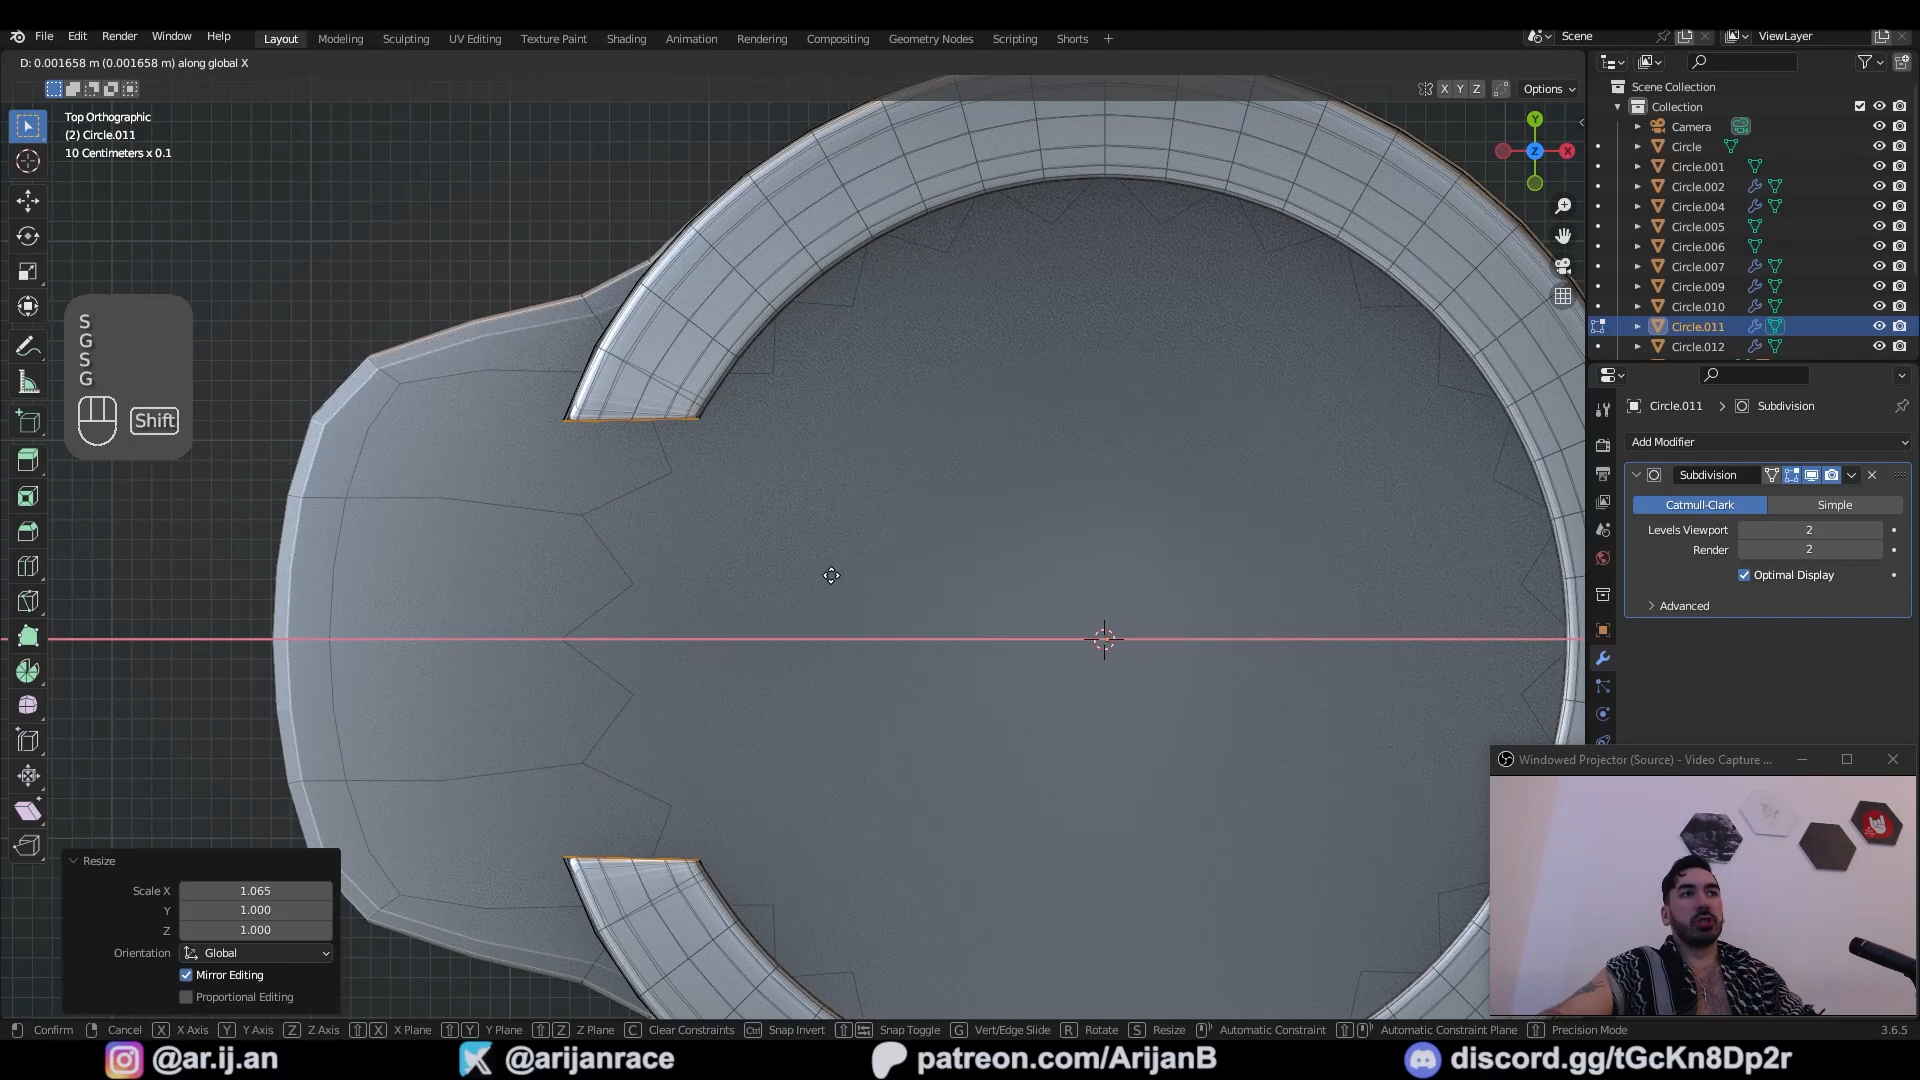 File Edit Render Window Help Layout Modeling Sculpting UV Editing Texture Paint Shading Animation Rendering Compositing Geometry Nodes Scripting Shorts + Scene ViewLayer
D: 0.001658 m (0.001658 m) along global X
X Y Z Options
Top Orthographic
(2) Circle.011
10 Centimeters x 0.1
Y
Z
X
S
G
S
G
Shift
Scene Collection
Collection
Camera
Circle
Circle.001
Circle.002
Circle.004
Circle.005
Circle.006
Circle.007
Circle.009
Circle.010
Circle.011
Circle.012
Circle.011 > Subdivision
Add Modifier
Subdivision
Catmull-Clark Simple
Levels Viewport 2
Render 2
Optimal Display
Advanced
Windowed Projector (Source) - Video Capture ...
Resize
Scale X 1.065
Y 1.000
Z 1.000
Orientation Global
Mirror Editing
Proportional Editing
Confirm Cancel X X Axis Y Y Axis Z Z Axis X X Plane Y Y Plane Z Z Plane C Clear Constraints Ctrl Snap Invert Snap Toggle G Vert/Edge Slide R Rotate S Resize Automatic Constraint Automatic Constraint Plane Precision Mode 3.6.5
@ar.ij.an @arijanrace patreon.com/ArijanB discord.gg/tGcKn8Dp2r